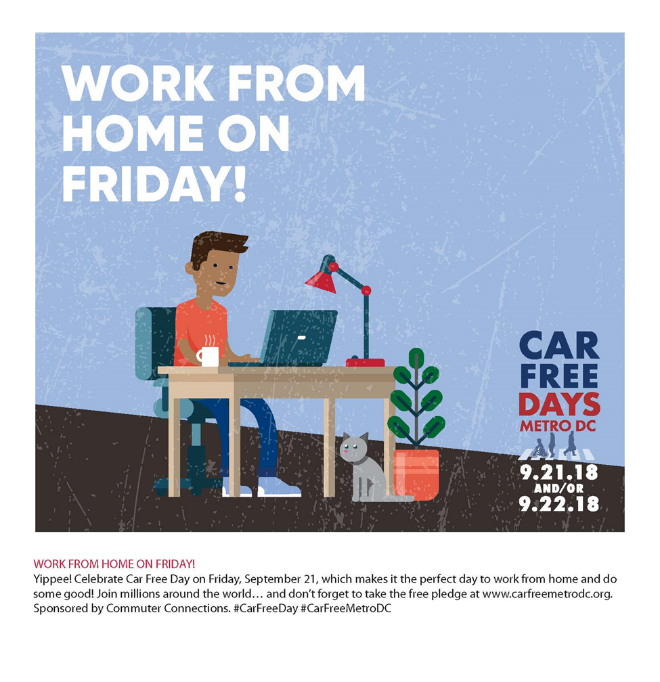 WORK FROM
HOME ON
FRIDAY!
CAR
FREE
DAYS
METRO DC
9.21.18
AND/OR
9.22.18
WORK FROM HOME ON FRIDAY!
Yippee! Celebrate Car Free Day on Friday, September 21, which makes it the perfect day to work from home and do
some good! Join millions around the world… and don't forget to take the free pledge at www.carfreemetrodc.org.
Sponsored by Commuter Connections. #CarFreeDay #CarFreeMetroDC